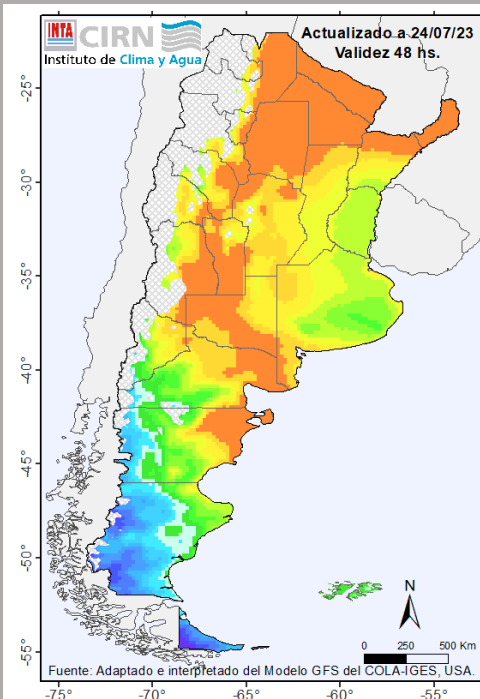 INTA CIRN
Instituto de Clima y Agua
Actualizado a 24/07/23
Validez 48 hs.
-25°
-30°
-35°
-40°
-45°
-50°
-55°
N
0 250 500 Km
Fuente: Adaptado e interpretado del Modelo GFS del COLA-IGES, USA.
-75° -70° -65° -60° -55°